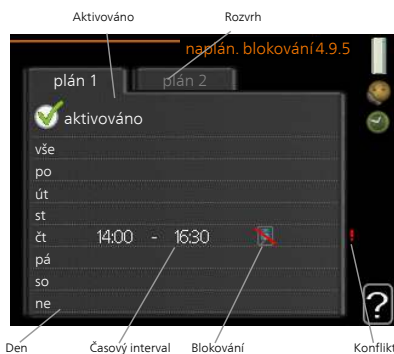 Aktivováno Rozvrh
naplán. blokování 4.9.5
plán 1 plán 2
aktivováno
vše
po
út
st
čt 14:00 - 16:30 !
pá
so
ne
?
Den Časový interval Blokování Konflikt